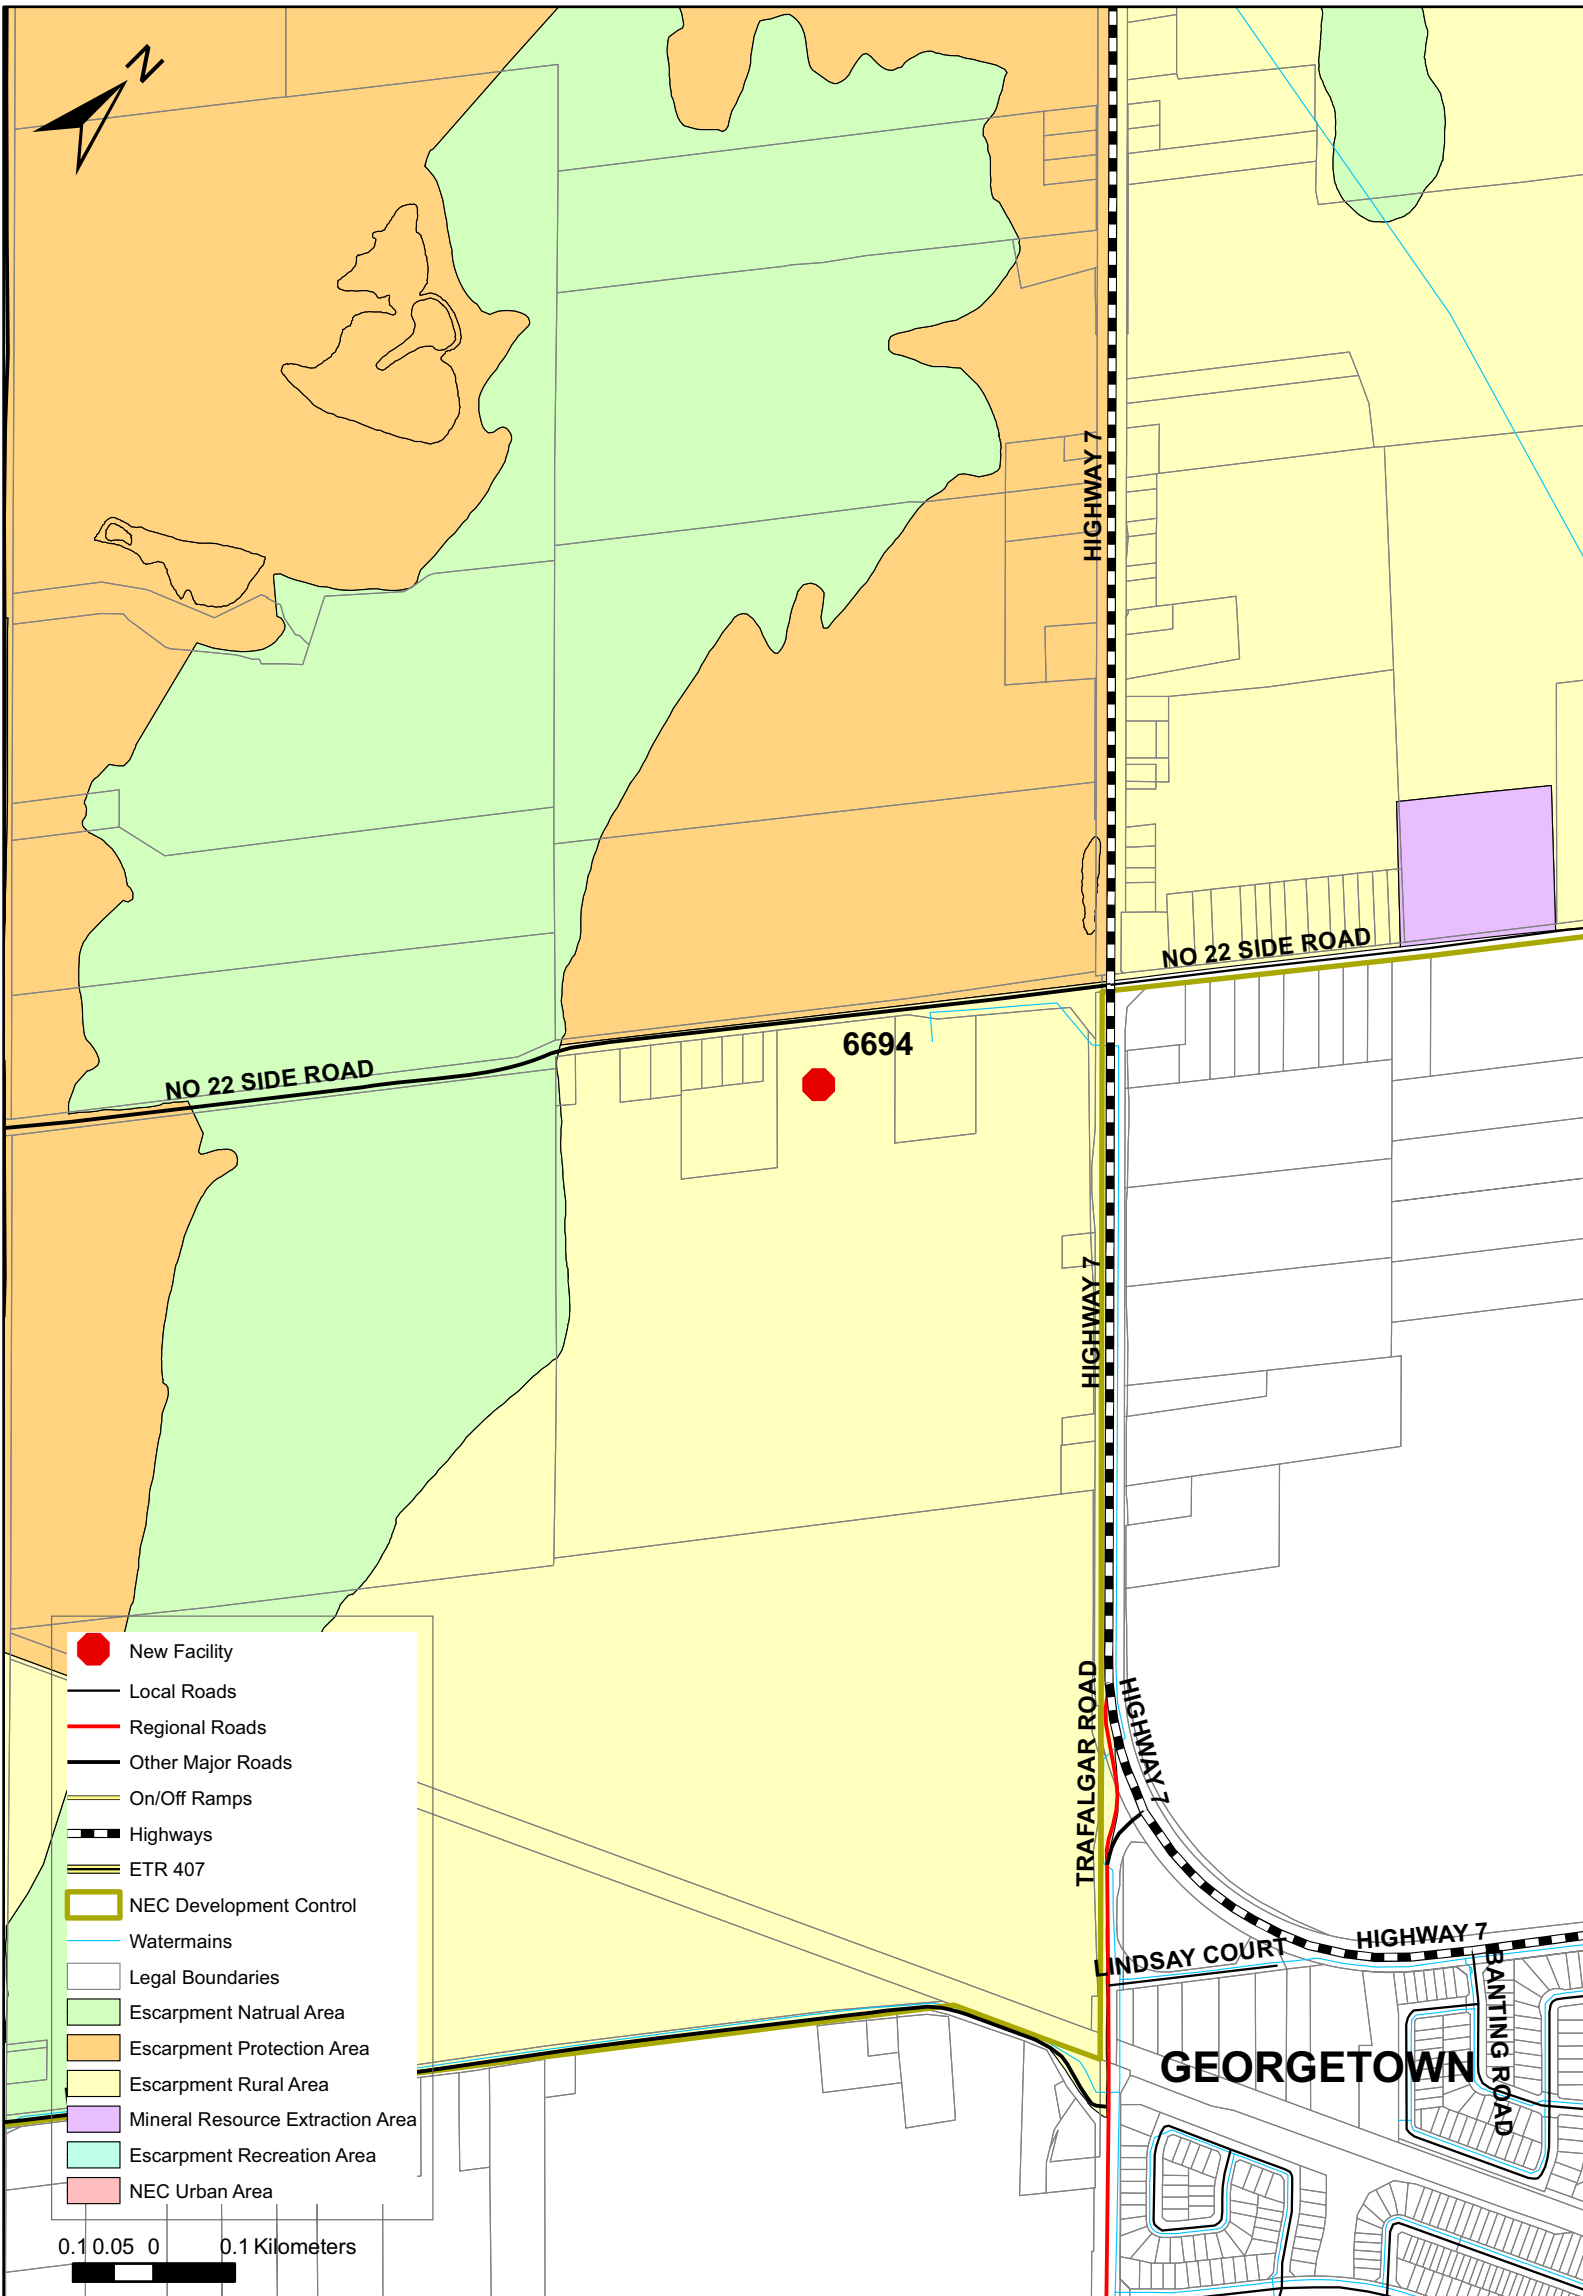 N
HIGHWAY 7
NO 22 SIDE ROAD
6694
NO 22 SIDE ROAD
HIGHWAY 7
TRAFALGAR ROAD
HIGHWAY 7
HIGHWAY 7
LINDSAY COURT
BANTING ROAD
GEORGETOWN
New Facility
Local Roads
Regional Roads
Other Major Roads
On/Off Ramps
Highways
ETR 407
NEC Development Control
Watermains
Legal Boundaries
Escarpment Natrual Area
Escarpment Protection Area
Escarpment Rural Area
Mineral Resource Extraction Area
Escarpment Recreation Area
NEC Urban Area
0.1 0.05 0 0.1 Kilometers